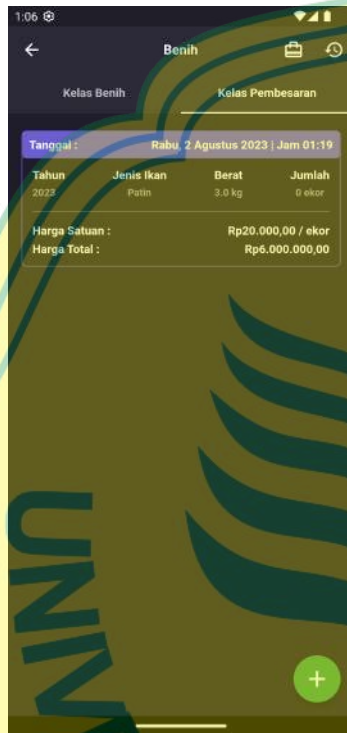 1:06
Benih
Kelas Benih Kelas Pembesaran
Tanggal : Rabu, 2 Agustus 2023 | Jam 01:19
Tahun Jenis Ikan Berat Jumlah
2023 Patin 3.0 kg 0 ekor
Harga Satuan : Rp20.000,00 / ekor
Harga Total : Rp6.000.000,00
UNIV